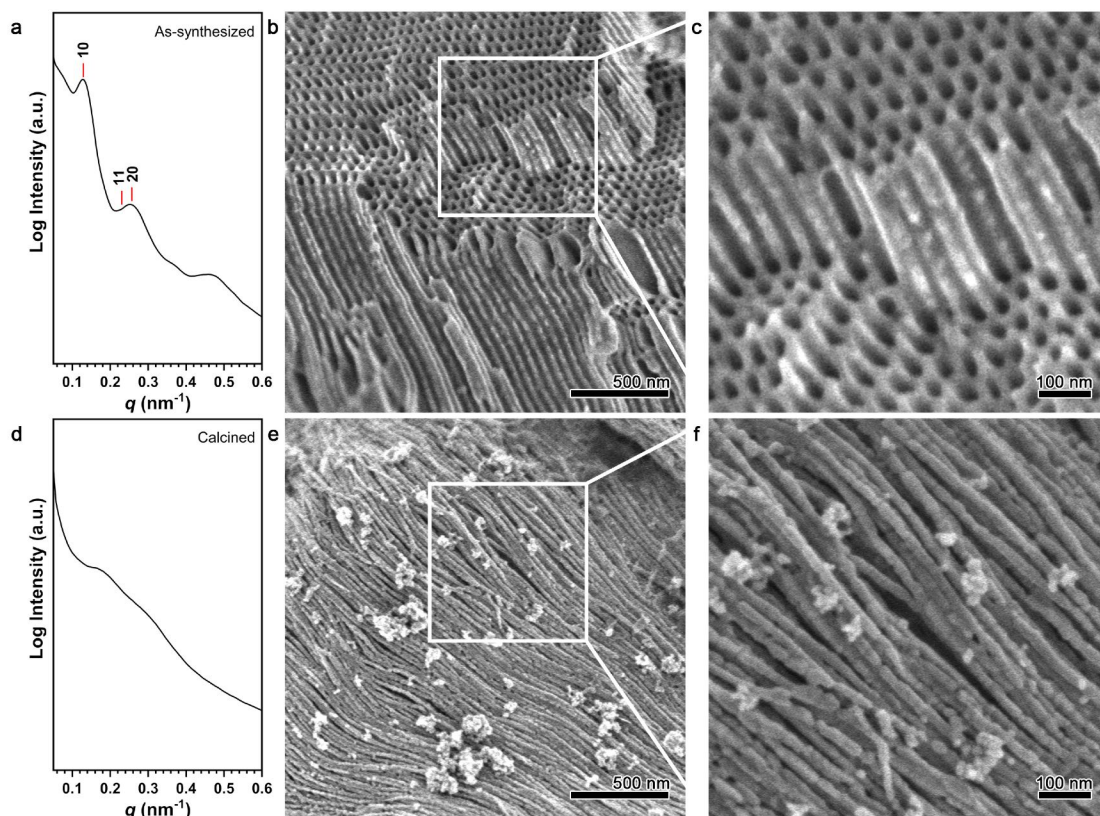 a
As-synthesized
10
11
20
Log Intensity (a.u.)
0.1 0.2 0.3 0.4 0.5 0.6
q (nm-1)
b
500 nm
c
100 nm
d
Calcined
Log Intensity (a.u.)
0.1 0.2 0.3 0.4 0.5 0.6
q (nm-1)
e
500 nm
f
100 nm